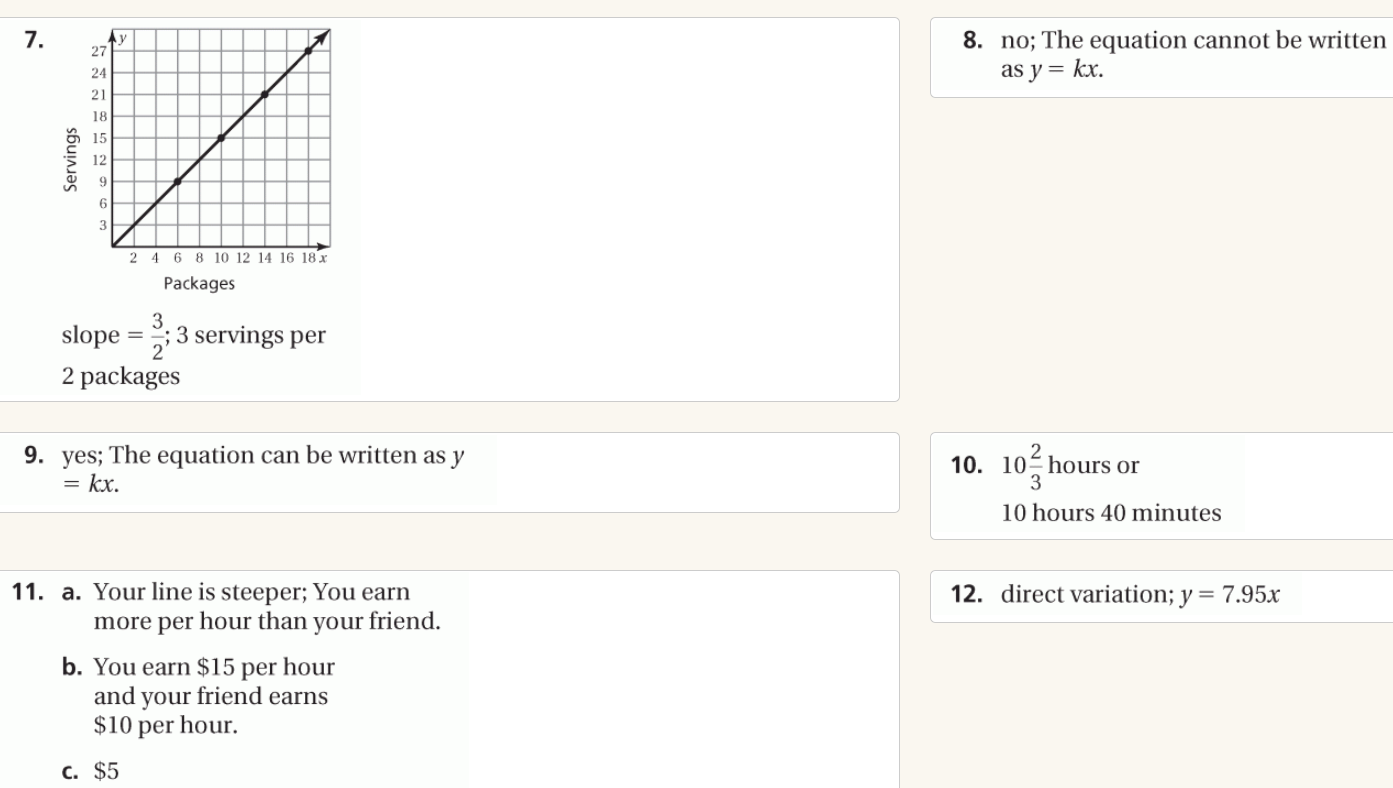 7.
y
27
24
21
18
15
12
9
6
3
Servings
2 4 6 8 10 12 14 16 18 x
Packages
slope = 3/2; 3 servings per
2 packages
8. no; The equation cannot be written
as y = kx.
9. yes; The equation can be written as y
= kx.
10. 10 2/3 hours or
10 hours 40 minutes
11. a. Your line is steeper; You earn
more per hour than your friend.
b. You earn $15 per hour
and your friend earns
$10 per hour.
c. $5
12. direct variation; y = 7.95x